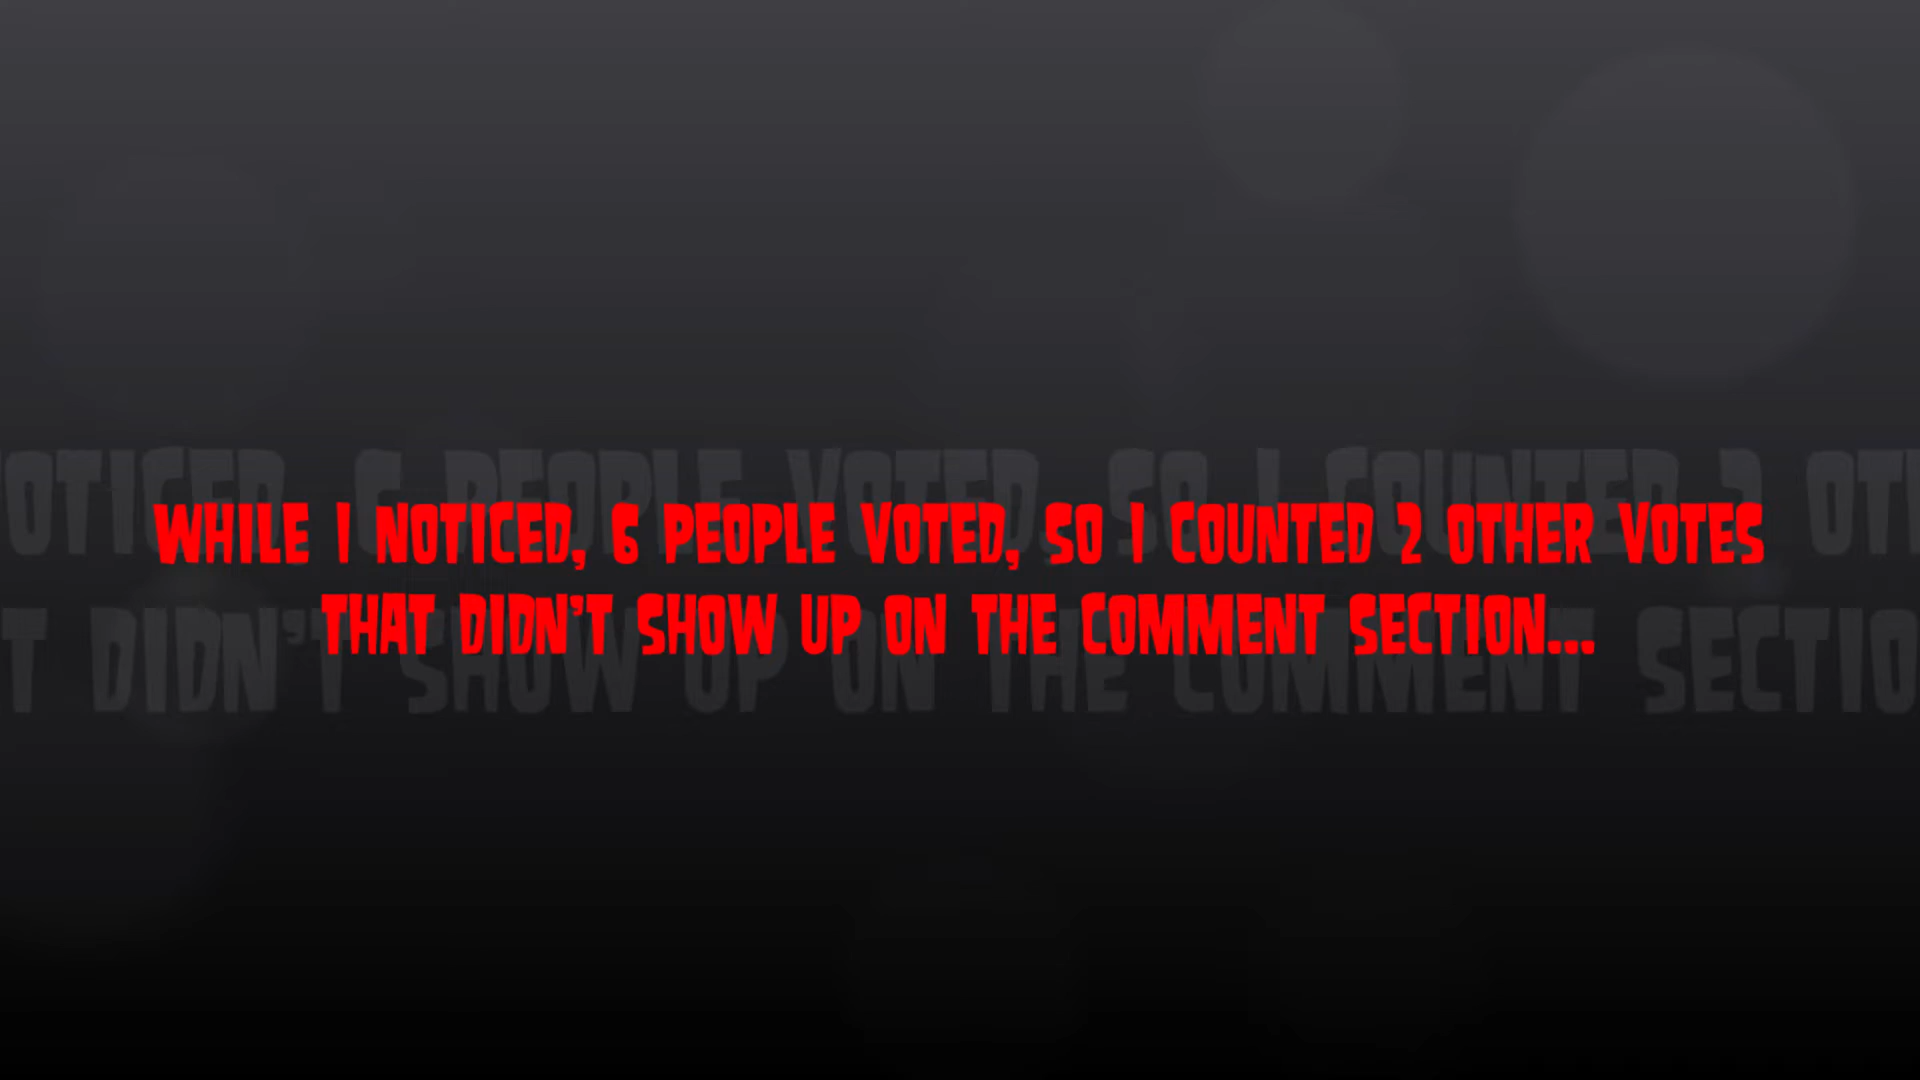 WHILE I NOTICED, 6 PEOPLE VOTED, SO I COUNTED 2 OTHER VOTES
THAT DIDN'T SHOW UP ON THE COMMENT SECTION...